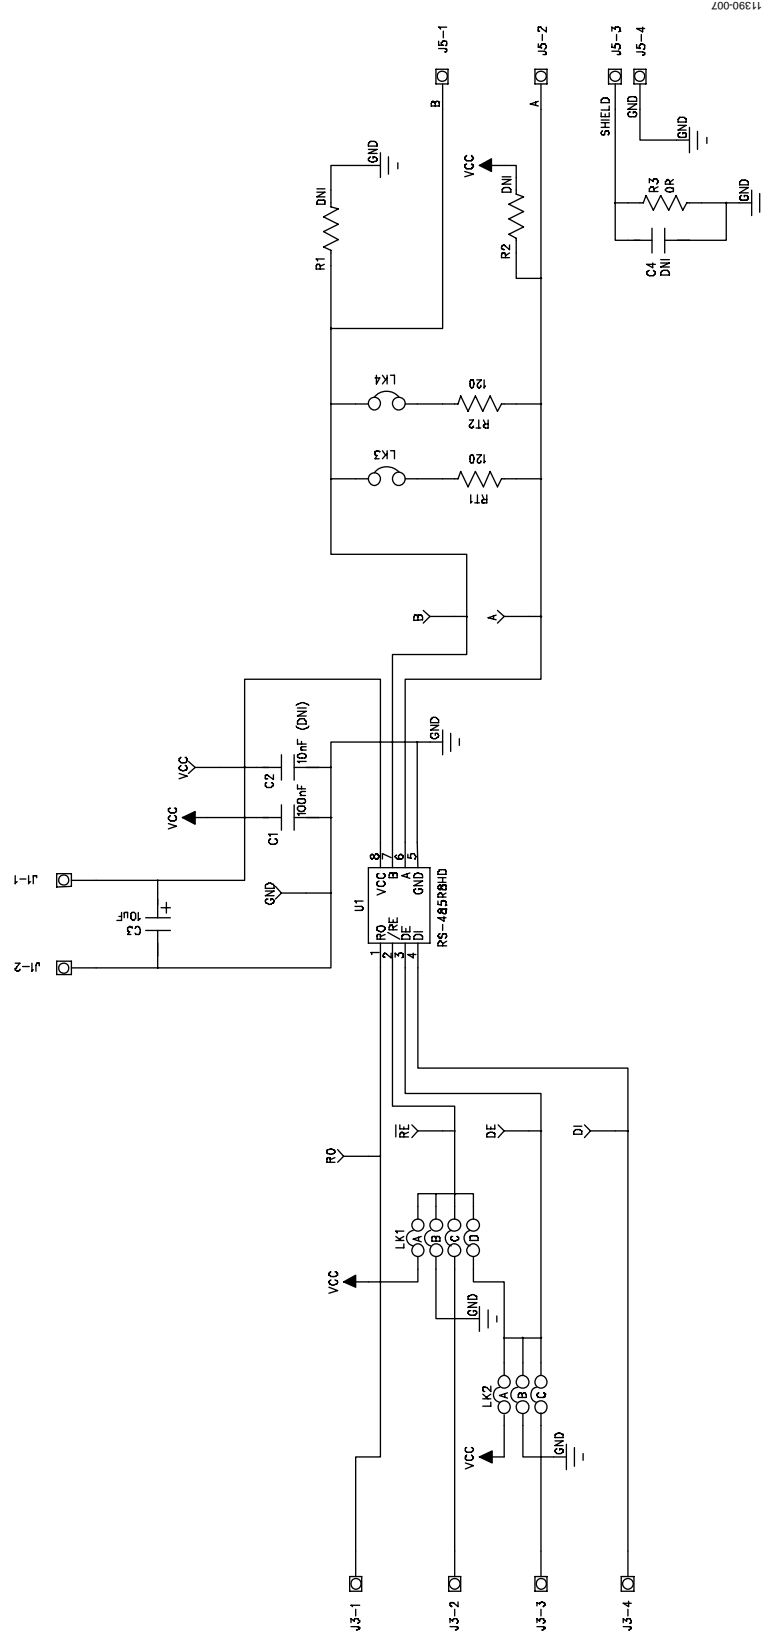 11390-007
J5-1
J5-2
J5-3
J5-4
B
A
SHIELD
GND
GND
GND
VCC
DNI
R1
DNI
R2
R3
0R
GND
C4
DNI
LK4
120
RT2
LK3
120
RT1
B
A
VCC
C2
10nF (DNI)
GND
VCC
C1
100nF
J1-1
GND
10uF
+
C3
J1-2
8
7
6
5
VCC
B
A
GND
U1
RS-485R8HD
RO
/RE
DE
DI
1
2
3
4
RO
RE
DE
DI
LK1
A
B
C
D
VCC
GND
LK2
A
B
C
VCC
GND
J3-1
J3-2
J3-3
J3-4